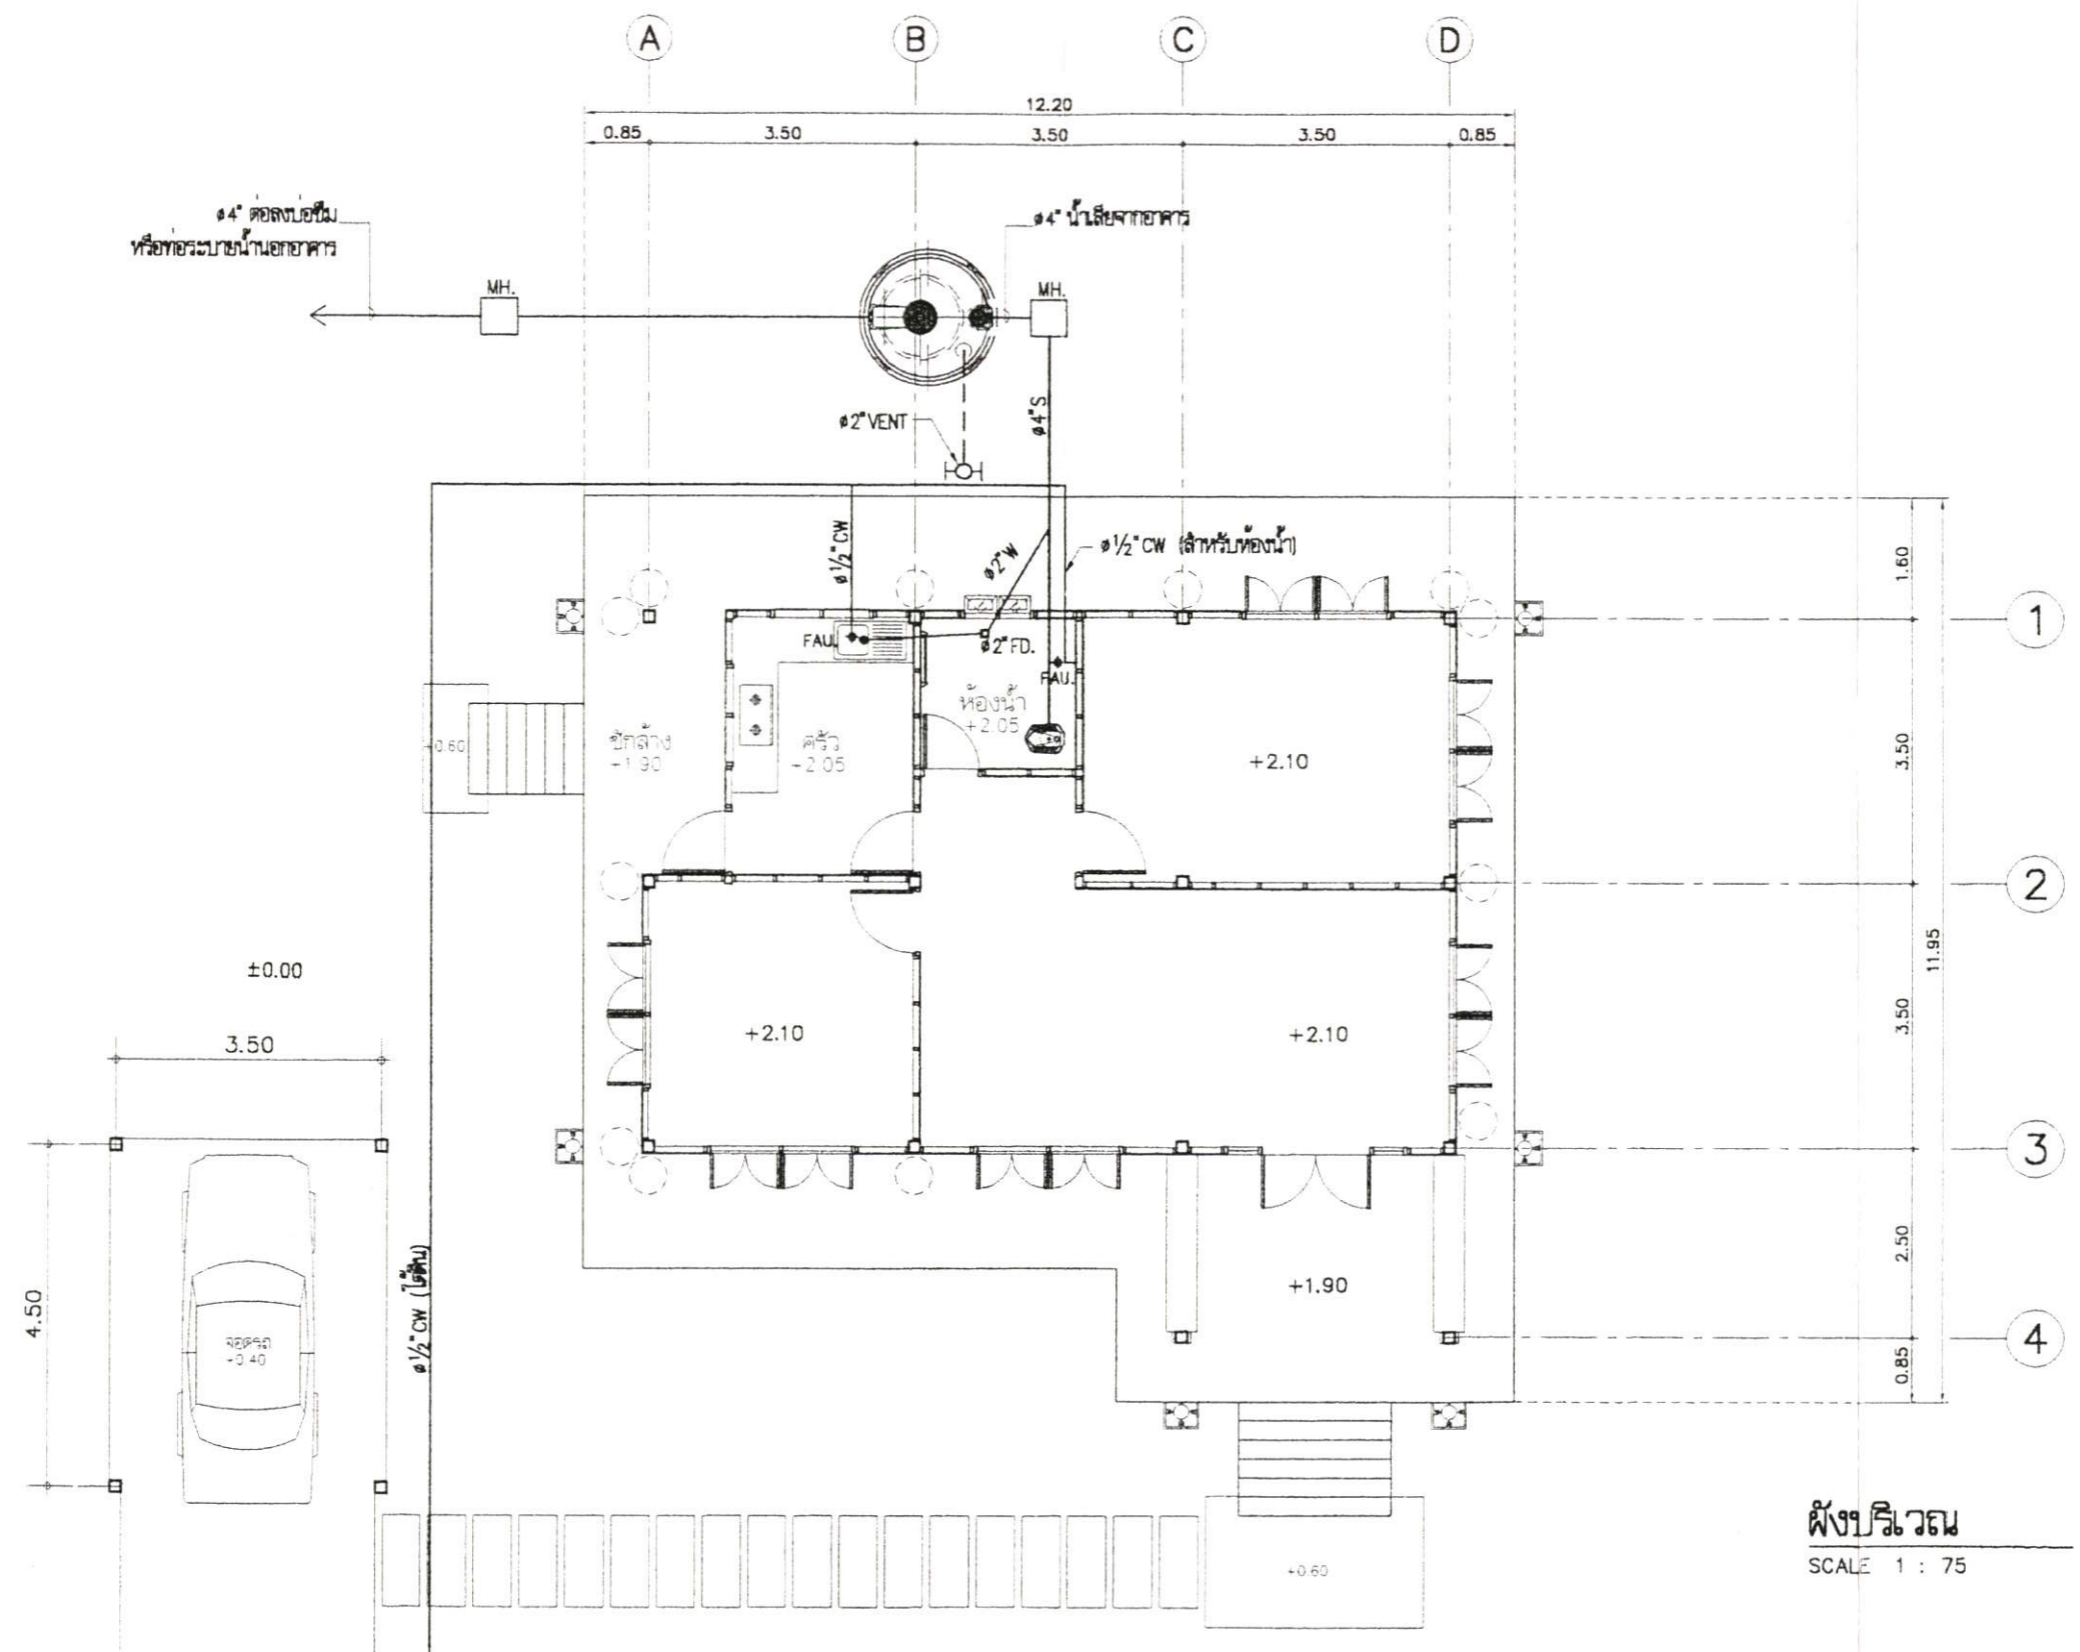 A
B
C
D
12.20
0.85
3.50
3.50
3.50
0.85
ø4" ต่อลงบ่อซึม
หรือท่อระบายน้ำนอกอาคาร
ø4" น้ำเสียจากอาคาร
MH.
MH.
ø2"VENT
ø4"S
ø1/2"CW
ø2"W
ø1/2"CW (สำหรับห้องน้ำ)
1.60
1
FAU.
ø2"FD.
FAU.
ห้องน้ำ
+2.05
+0.60
ซักล้าง
+1.90
ครัว
+2.05
+2.10
3.50
2
11.95
±0.00
3.50
+2.10
+2.10
3.50
3
4.50
ø1/2"CW (ใต้ดิน)
จอดรถ
+0.40
+1.90
2.50
4
0.85
+0.60
ผังบริเวณ
SCALE 1 : 75